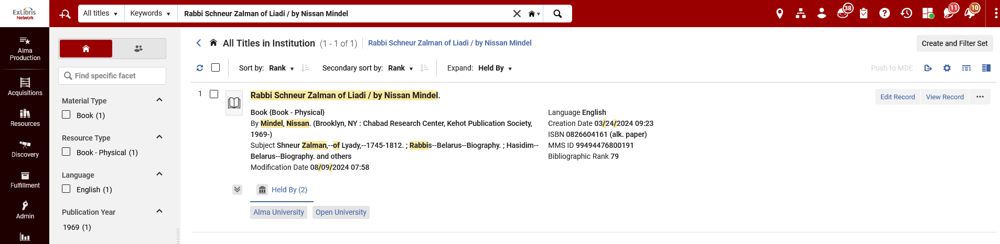 ExLibris
Network
All titles
Keywords
Rabbi Schneur Zalman of Liadi / by Nissan Mindel
38
11
10
Alma
Production
Acquisitions
Resources
Discovery
Fulfillment
Admin
Find specific facet
Material Type
Book (1)
Resource Type
Book - Physical (1)
Language
English (1)
Publication Year
1969 (1)
All Titles in Institution (1 - 1 of 1) Rabbi Schneur Zalman of Liadi / by Nissan Mindel
Create and Filter Set
Sort by: Rank
Secondary sort by: Rank
Expand: Held By
Push to MDE
1
Rabbi Schneur Zalman of Liadi / by Nissan Mindel.
Edit Record
View Record
Book {Book - Physical}
By Mindel, Nissan. (Brooklyn, NY : Chabad Research Center, Kehot Publication Society,
1969-)
Subject Shneur Zalman,--of Lyady,--1745-1812. ; Rabbis--Belarus--Biography. ; Hasidim--
Belarus--Biography. and others
Modification Date 08/09/2024 07:58
Language English
Creation Date 03/24/2024 09:23
ISBN 0826604161 (alk. paper)
MMS ID 99494476800191
Bibliographic Rank 79
Held By (2)
Alma University
Open University